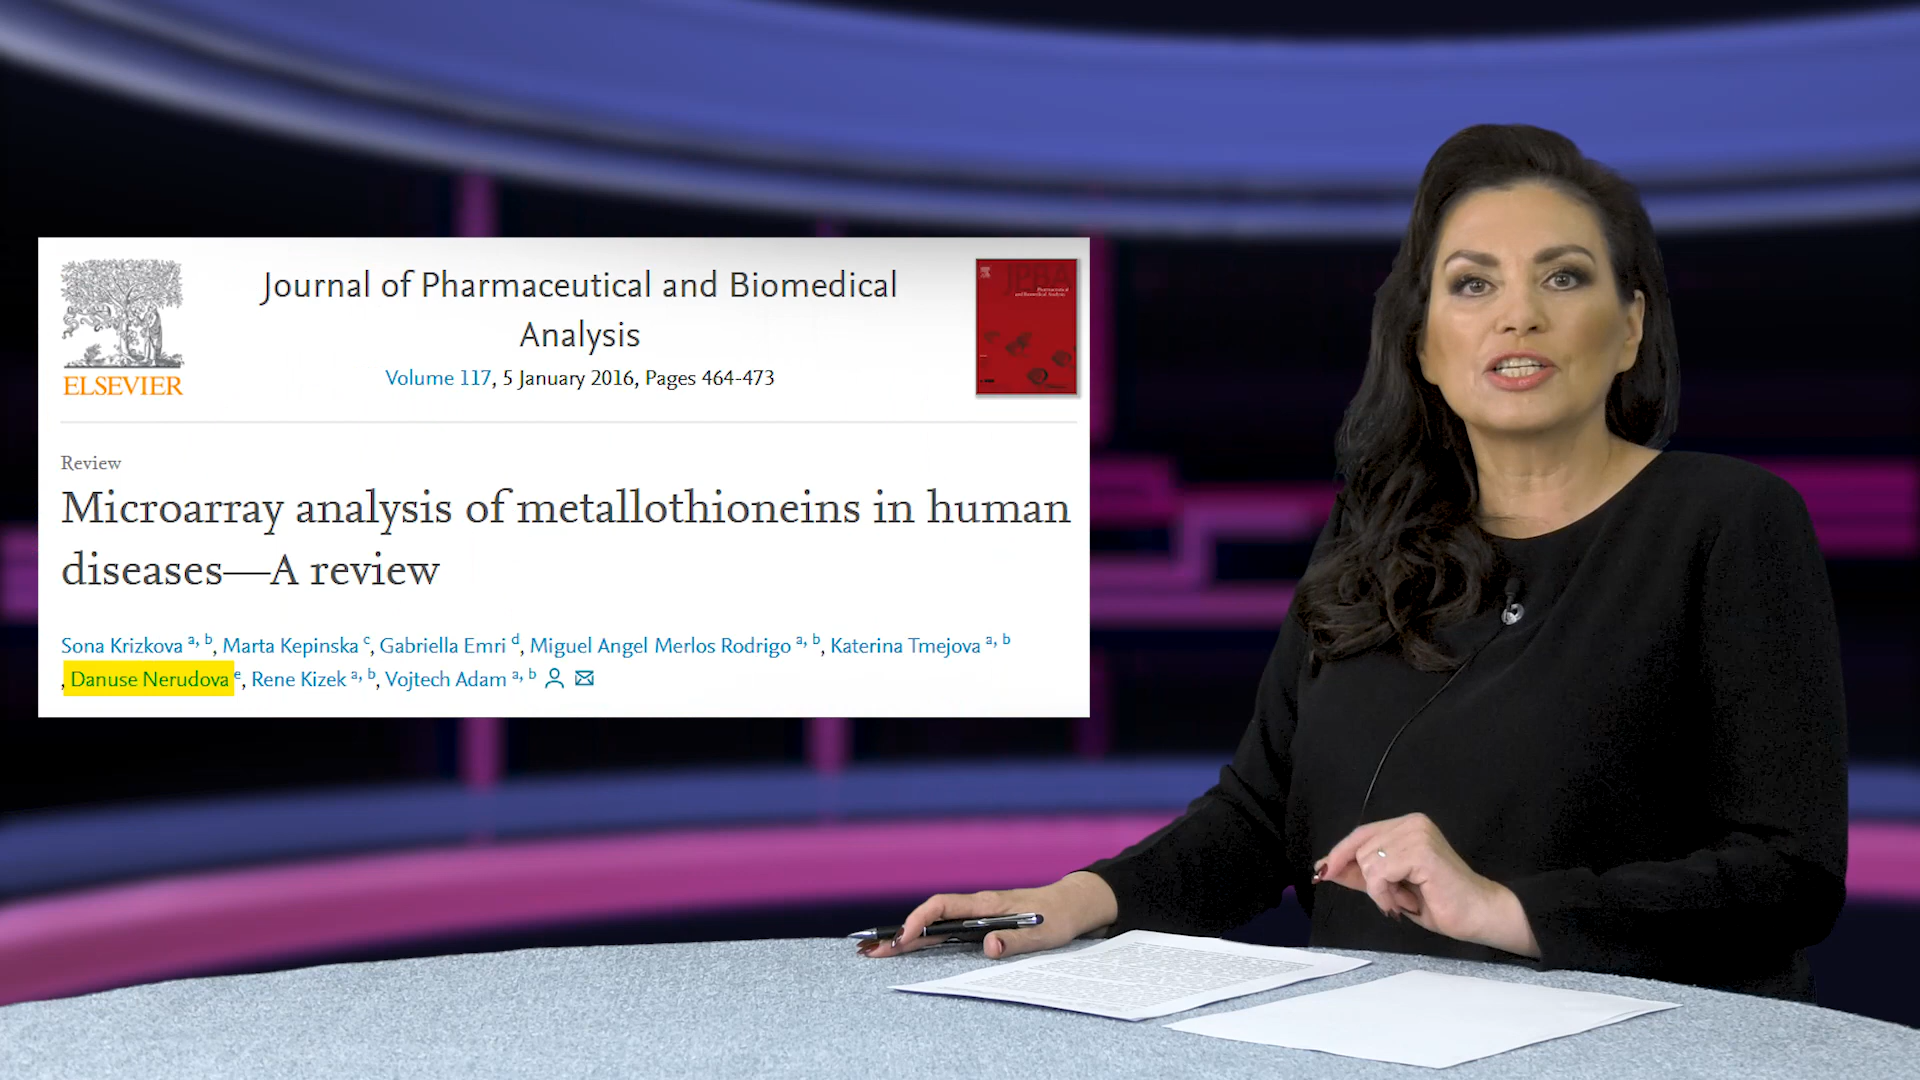 Journal of Pharmaceutical and Biomedical
Analysis
Volume 117, 5 January 2016, Pages 464-473
ELSEVIER
Review
Microarray analysis of metallothioneins in human
diseases—A review
Sona Krizkova a, b, Marta Kepinska c, Gabriella Emri d, Miguel Angel Merlos Rodrigo a, b, Katerina Tmejova a, b
, Danuse Nerudova e, Rene Kizek a, b, Vojtech Adam a, b